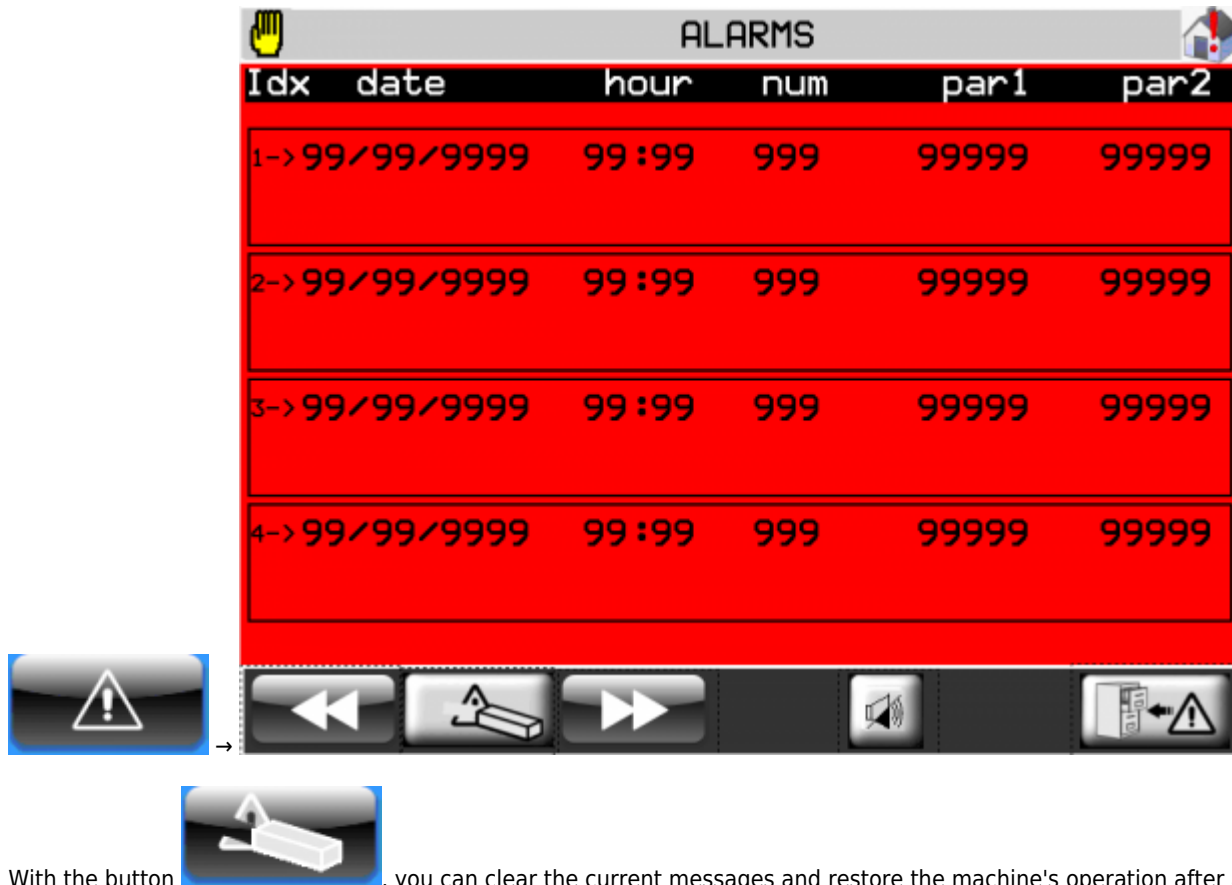 ALARMS
Idx date hour num par1 par2
1->99/99/9999 99:99 999 99999 99999
2->99/99/9999 99:99 999 99999 99999
3->99/99/9999 99:99 999 99999 99999
4->99/99/9999 99:99 999 99999 99999
→
With the button , you can clear the current messages and restore the machine's operation after